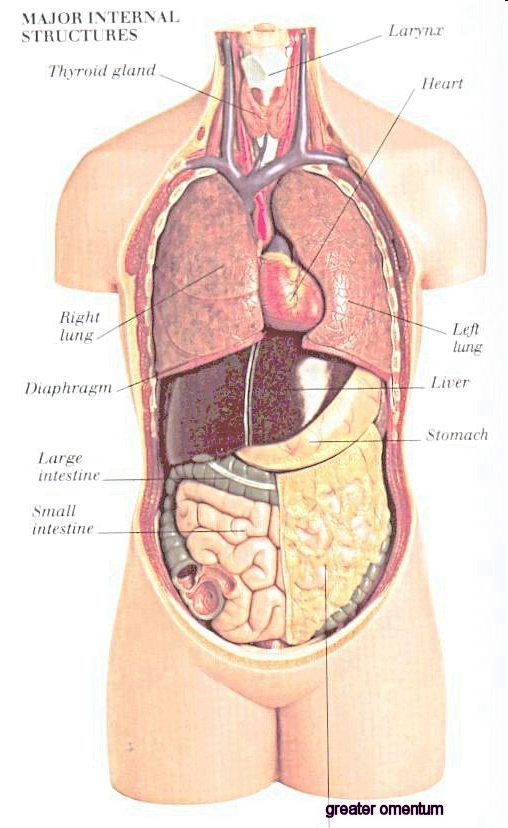 MAJOR INTERNAL
STRUCTURES
Larynx
Thyroid gland
Heart
Right
lung
Left
lung
Diaphragm
Liver
Stomach
Large
intestine
Small
intestine
greater omentum